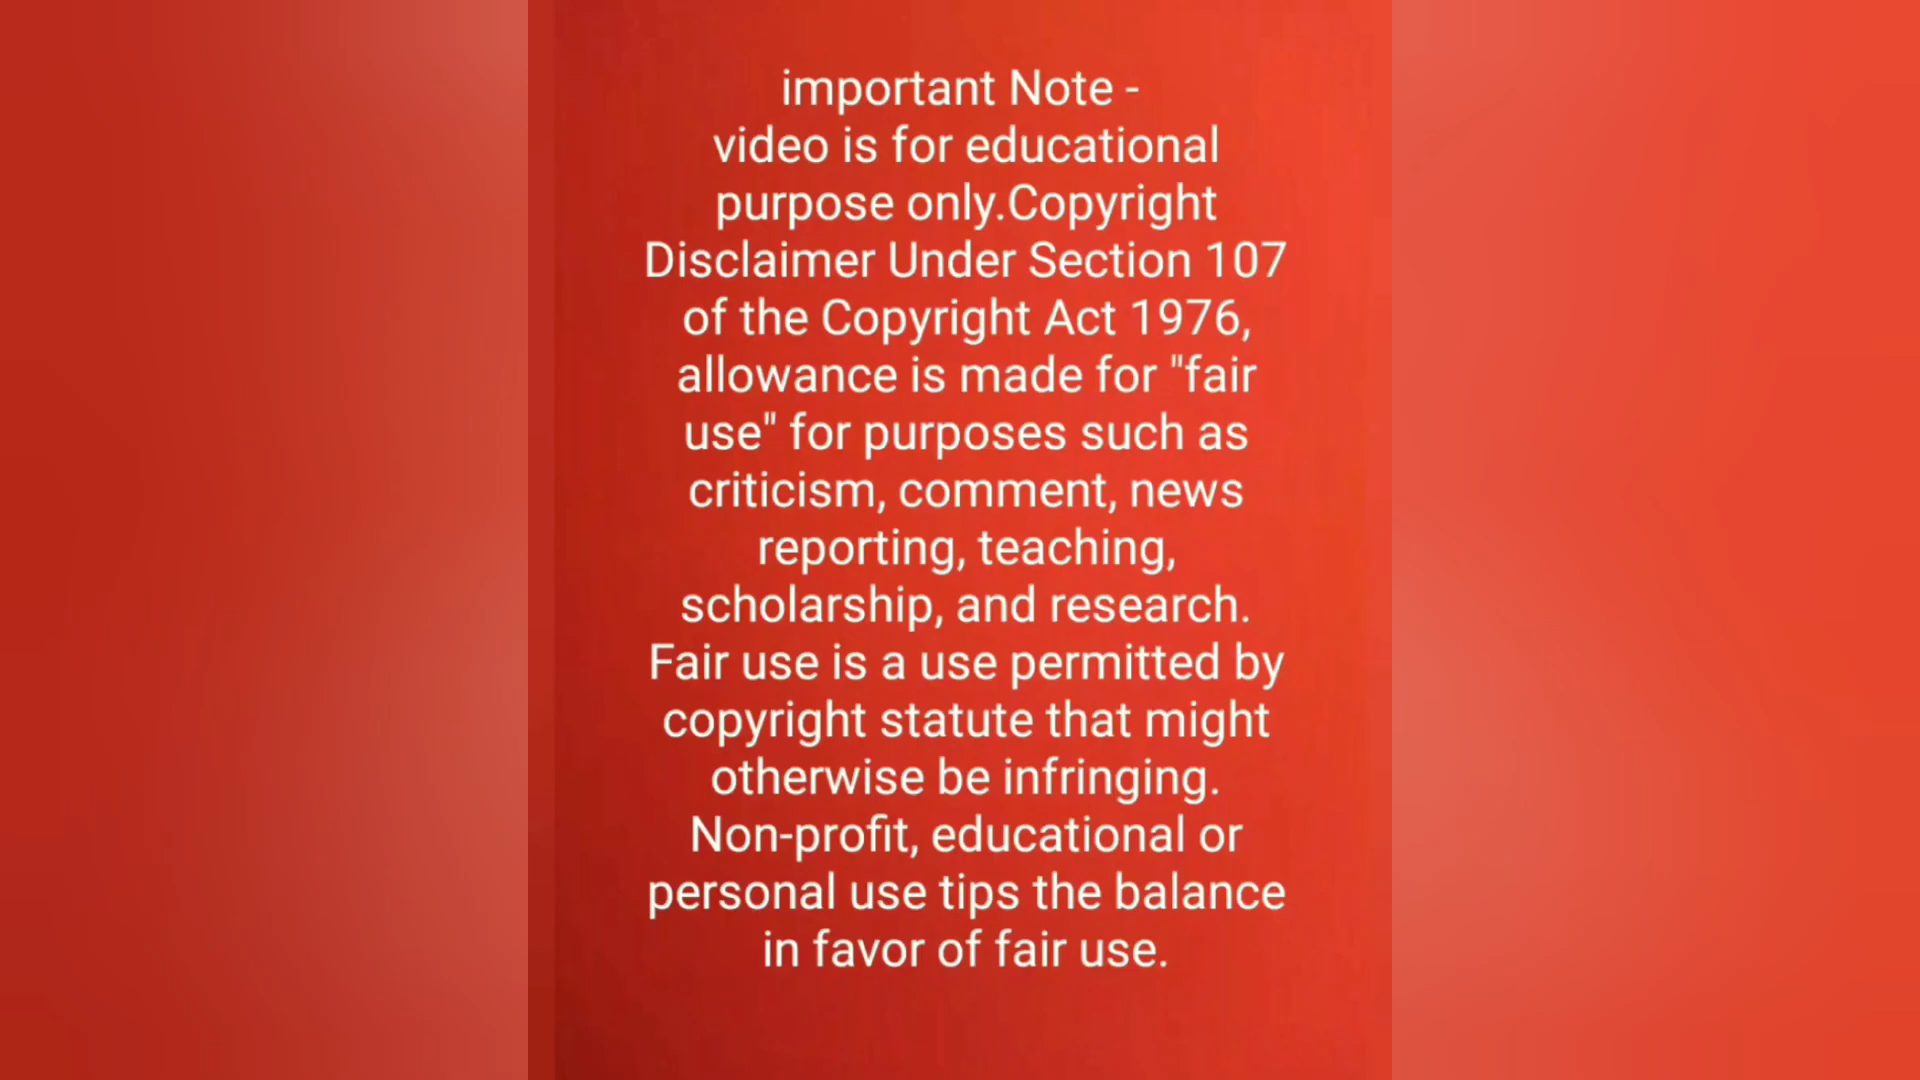 important Note -
video is for educational
purpose only.Copyright
Disclaimer Under Section 107
of the Copyright Act 1976,
allowance is made for "fair
use" for purposes such as
criticism, comment, news
reporting, teaching,
scholarship, and research.
Fair use is a use permitted by
copyright statute that might
otherwise be infringing.
Non-profit, educational or
personal use tips the balance
in favor of fair use.